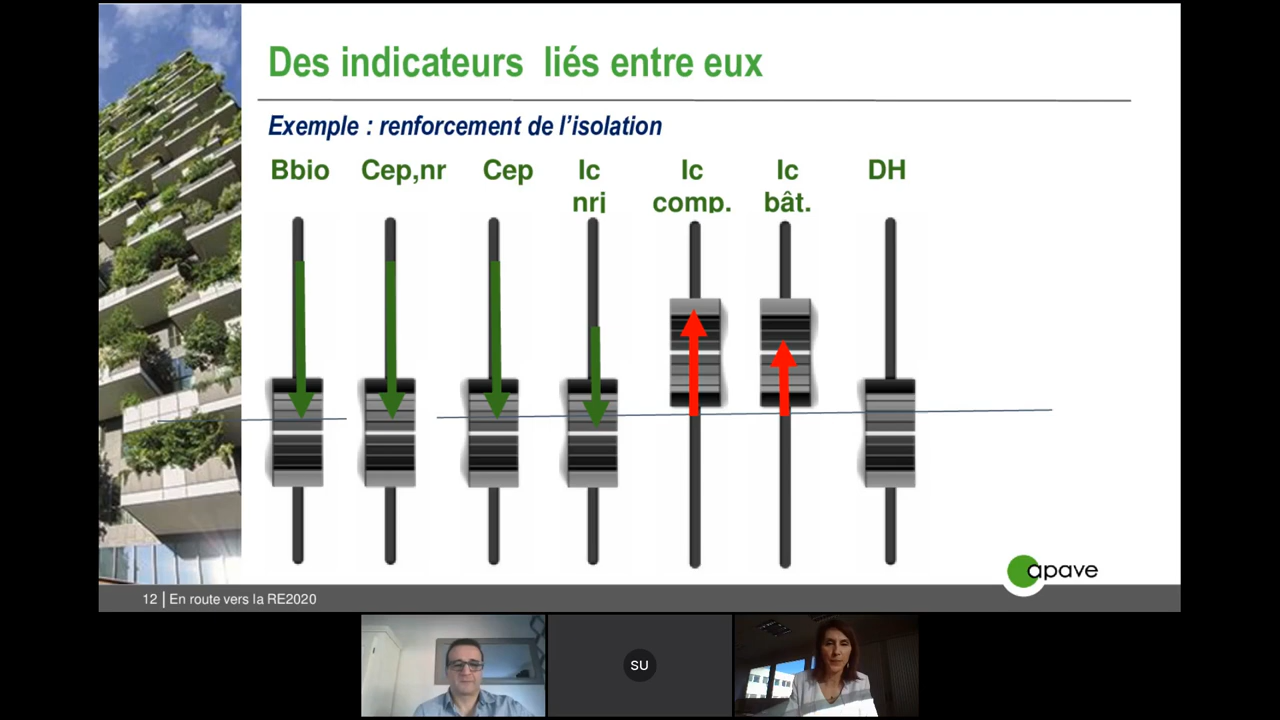 Des indicateurs liés entre eux
Exemple : renforcement de l'isolation
Bbio Cep,nr Cep Ic nrj Ic comp. Ic bât. DH
apave
12 | En route vers la RE2020
SU